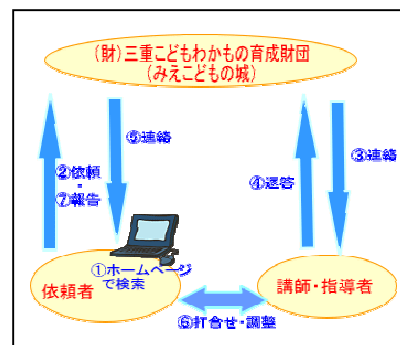 (財)三重こどもわかもの育成財団
(みえこどもの城)
⑤連絡
③連絡
②依頼
・
⑦報告
④返答
①ホームページ
で検索
依頼者
講師・指導者
⑥打合せ・調整